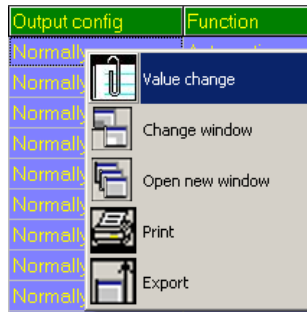 Output config Function
Normally
Normally
Normally
Normally
Normally
Normally
Normally
Normally
Normally
Value change
Change window
Open new window
Print
Export